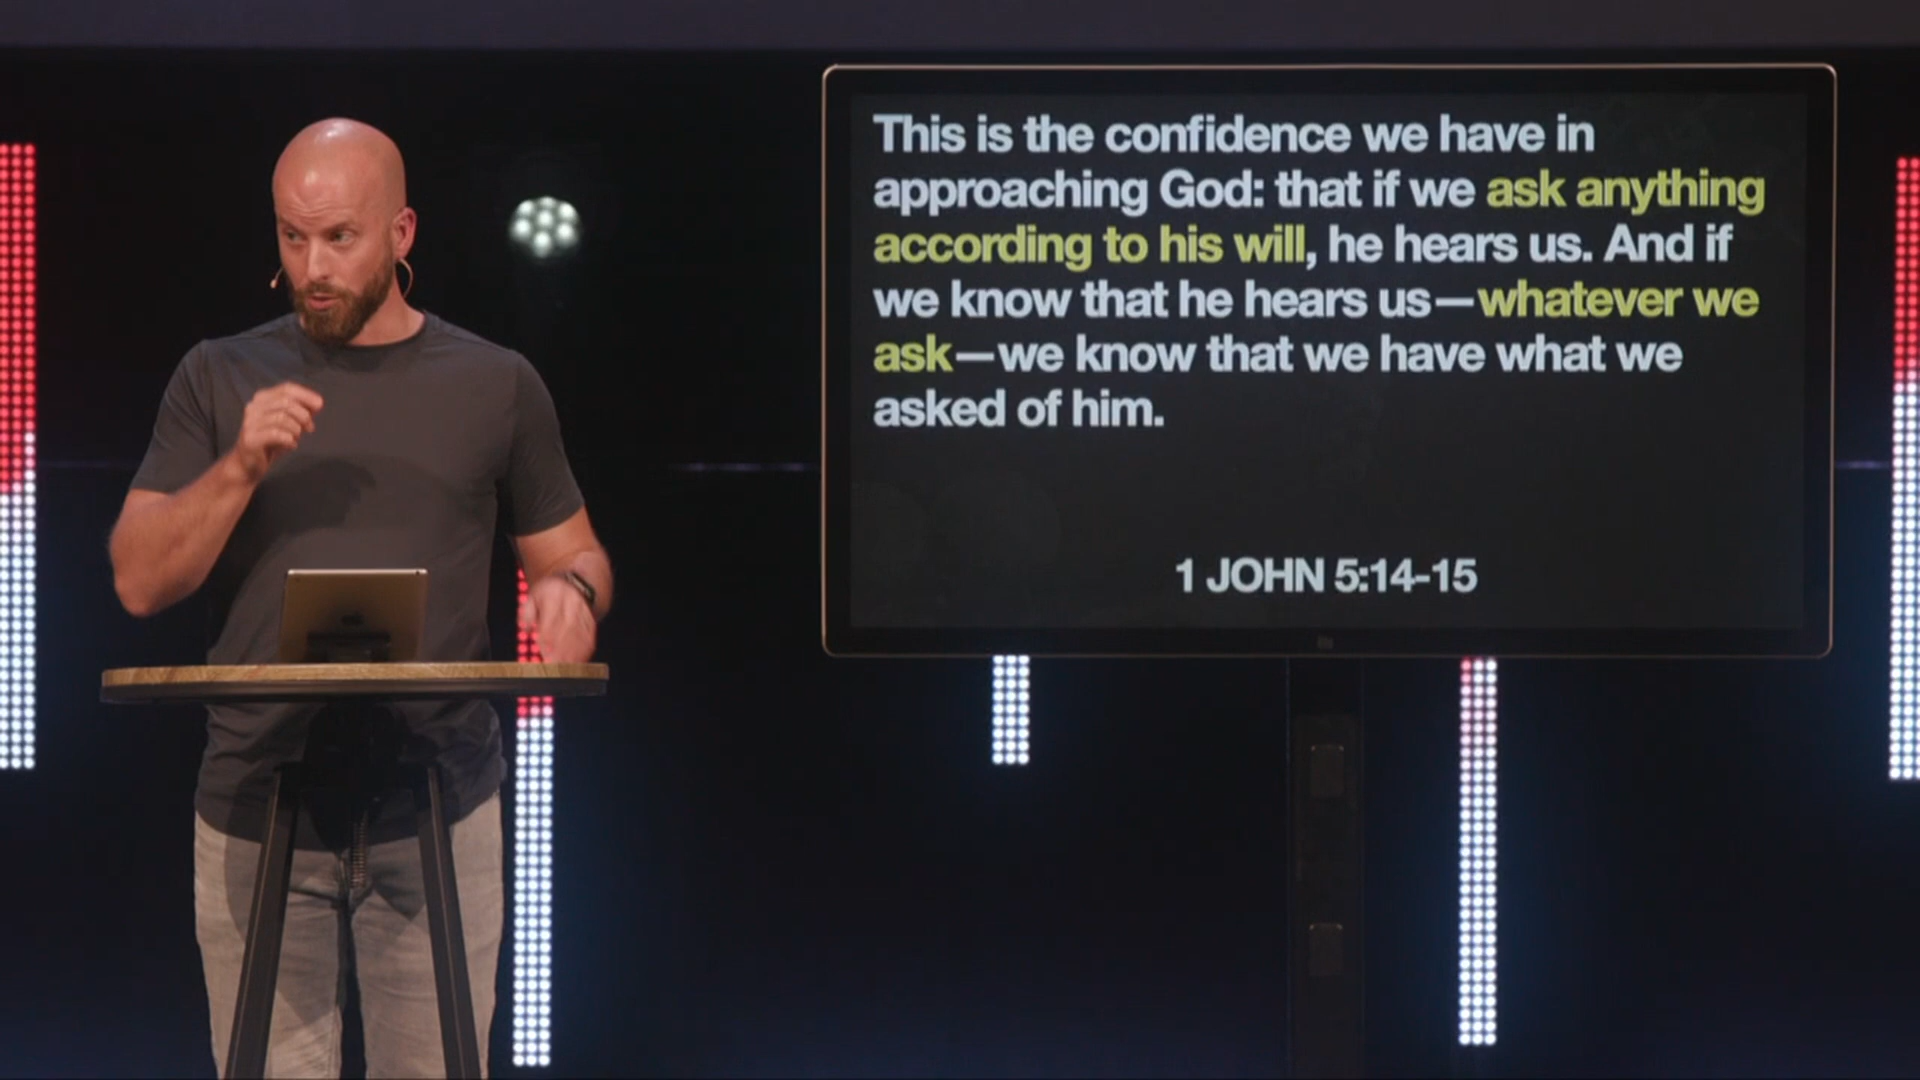 This is the confidence we have in
approaching God: that if we ask anything
according to his will, he hears us. And if
we know that he hears us—whatever we
ask—we know that we have what we
asked of him.
1 JOHN 5:14-15